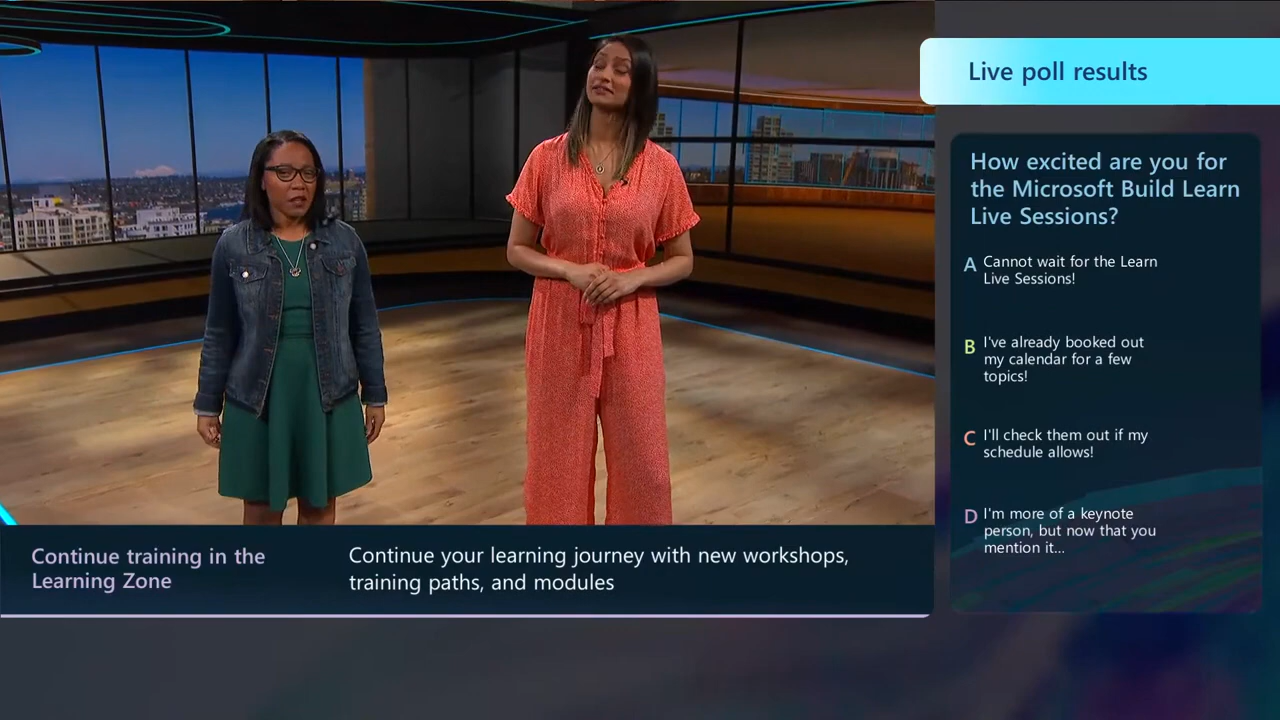 Live poll results
How excited are you for
the Microsoft Build Learn
Live Sessions?
A Cannot wait for the Learn
Live Sessions!
B I've already booked out
my calendar for a few
topics!
C I'll check them out if my
schedule allows!
D I'm more of a keynote
person, but now that you
mention it...
Continue training in the
Learning Zone
Continue your learning journey with new workshops,
training paths, and modules